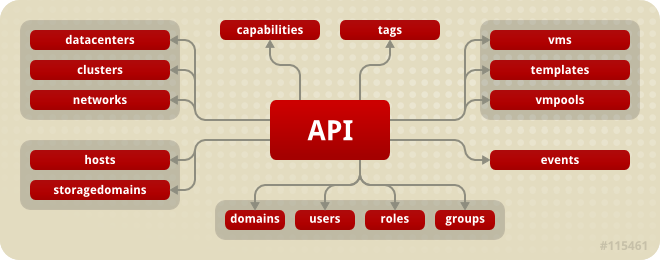 capabilities
tags
datacenters
clusters
networks
vms
templates
vmpools
API
hosts
storagedomains
events
domains
users
roles
groups
#115461